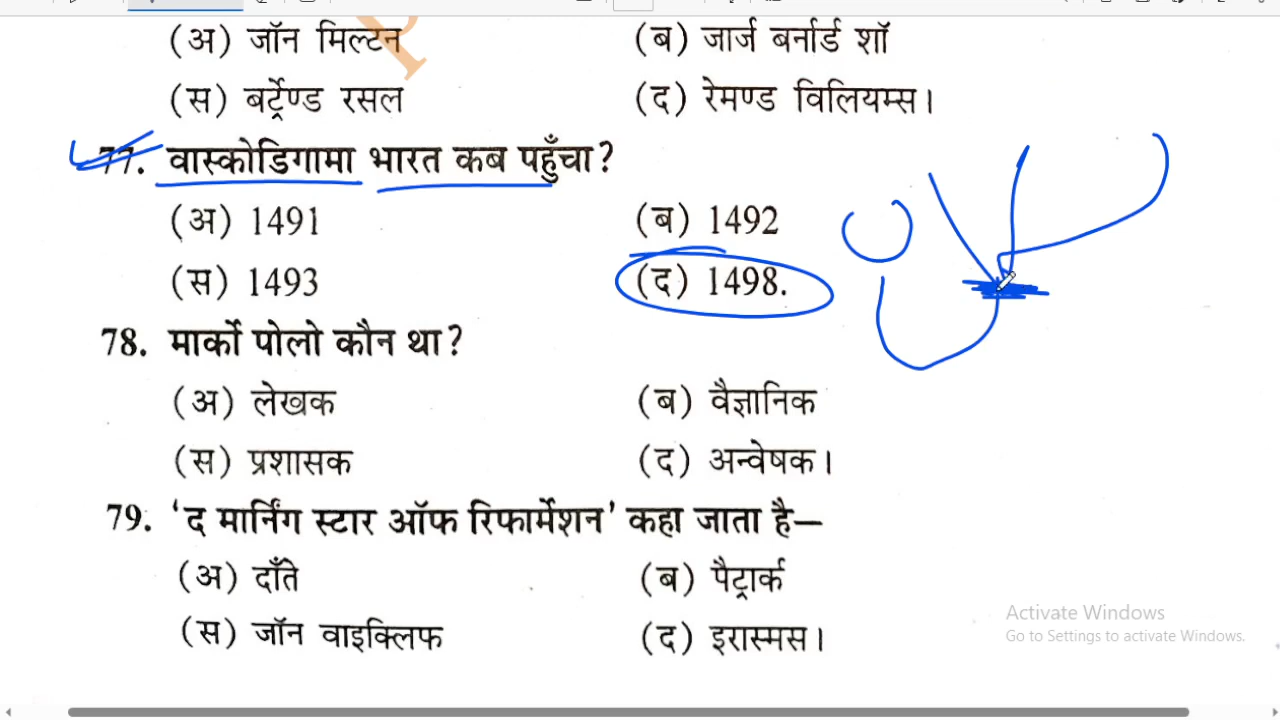 (अ) जॉन मिल्टन (ब) जार्ज बर्नार्ड शॉ
(स) बर्ट्रेण्ड रसल (द) रेमण्ड विलियम्स।
77. वास्कोडिगामा भारत कब पहुँचा?
(अ) 1491 (ब) 1492
(स) 1493 (द) 1498.
78. मार्को पोलो कौन था?
(अ) लेखक (ब) वैज्ञानिक
(स) प्रशासक (द) अन्वेषक।
79. 'द मार्निंग स्टार ऑफ रिफार्मेशन' कहा जाता है—
(अ) दाँते (ब) पैट्रार्क
(स) जॉन वाइक्लिफ (द) इरास्मस।
Activate Windows
Go to Settings to activate Windows.